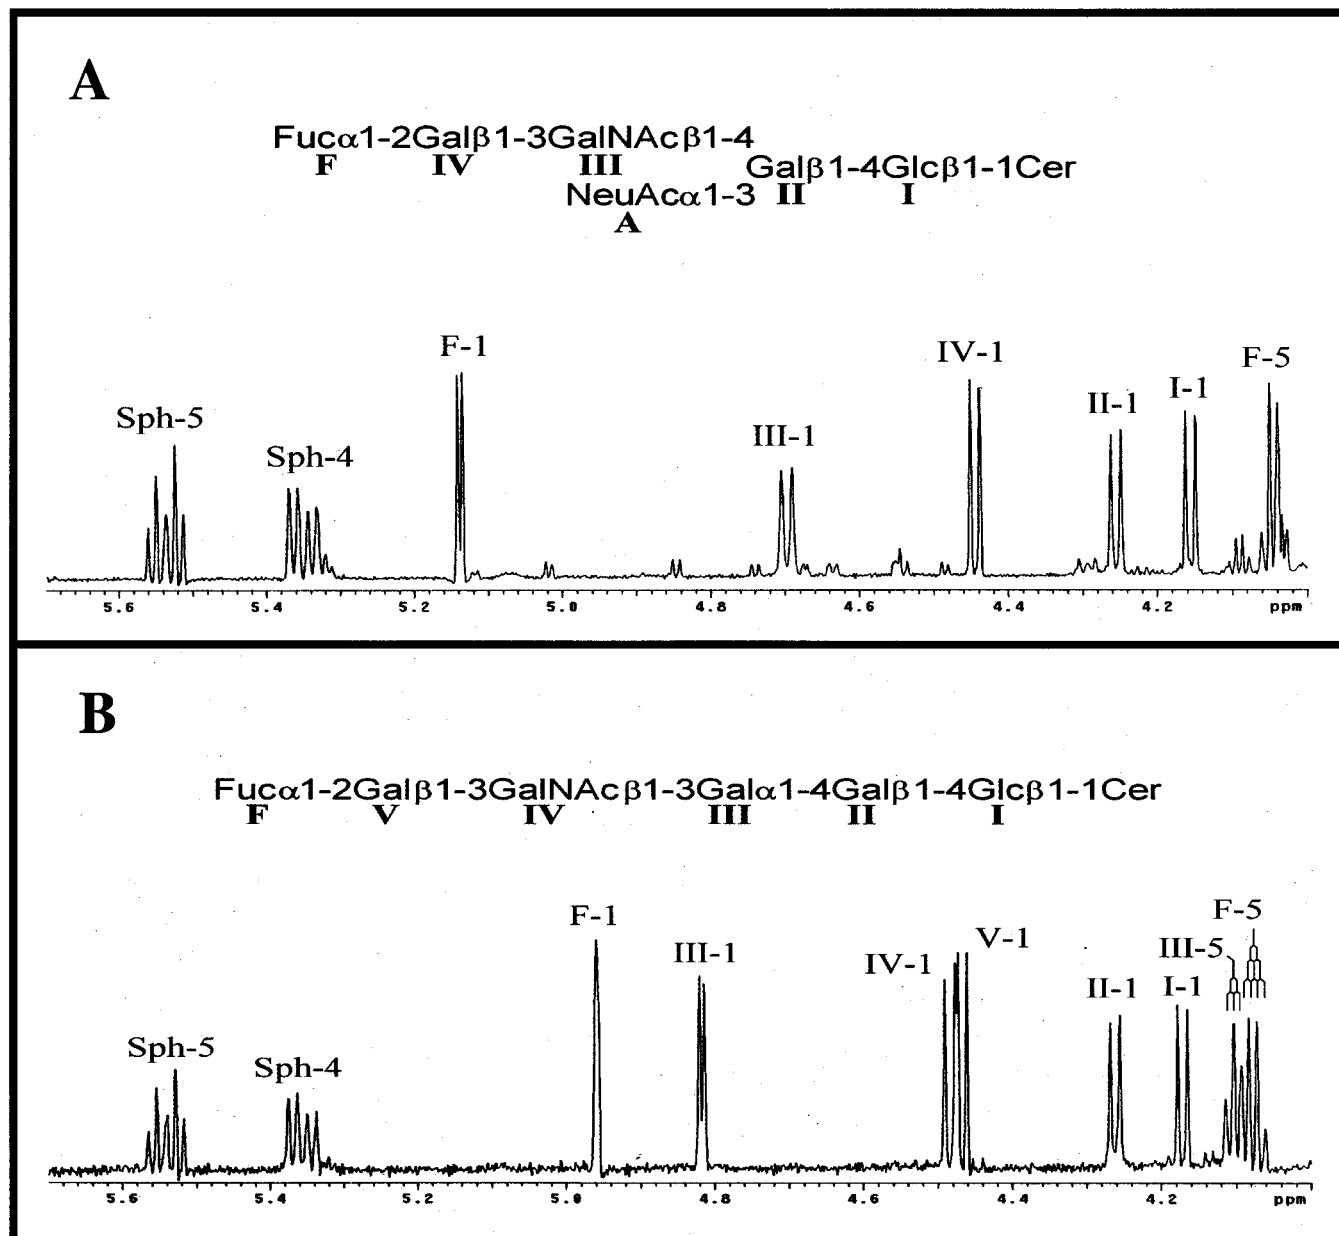 A
Fucα1-2Galβ1-3GalNAcβ1-4
F IV III
Galβ1-4Glcβ1-1Cer
NeuAcα1-3 II I
A
F-1
IV-1
F-5
Sph-5
Sph-4
III-1
II-1
I-1
5.6 5.4 5.2 5.0 4.8 4.6 4.4 4.2 ppm
B
Fucα1-2Galβ1-3GalNAcβ1-3Galα1-4Galβ1-4Glcβ1-1Cer
F V IV III II I
F-1
III-1
IV-1
V-1
F-5
III-5
II-1
I-1
Sph-5
Sph-4
5.6 5.4 5.2 5.0 4.8 4.6 4.4 4.2 ppm